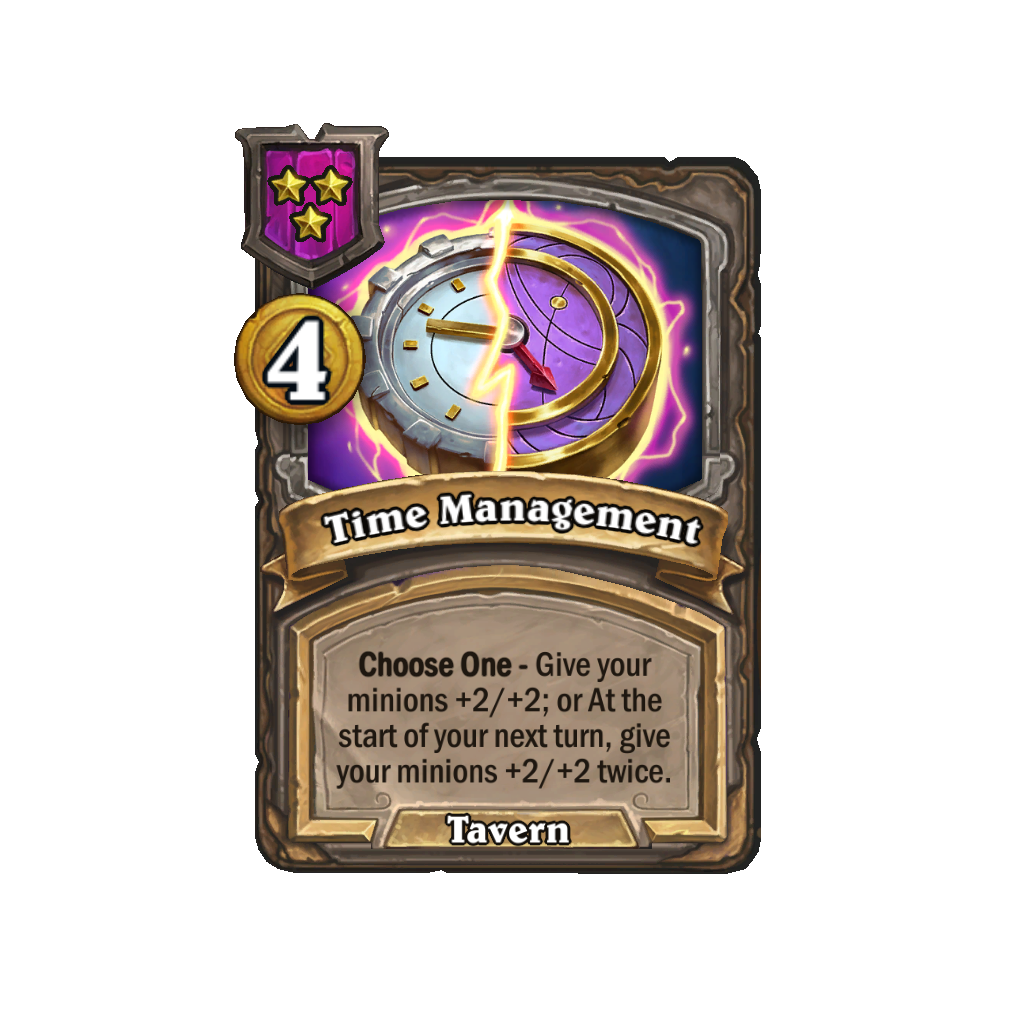 4
Time Management
Choose One - Give your
minions +2/+2; or At the
start of your next turn, give
your minions +2/+2 twice.
Tavern